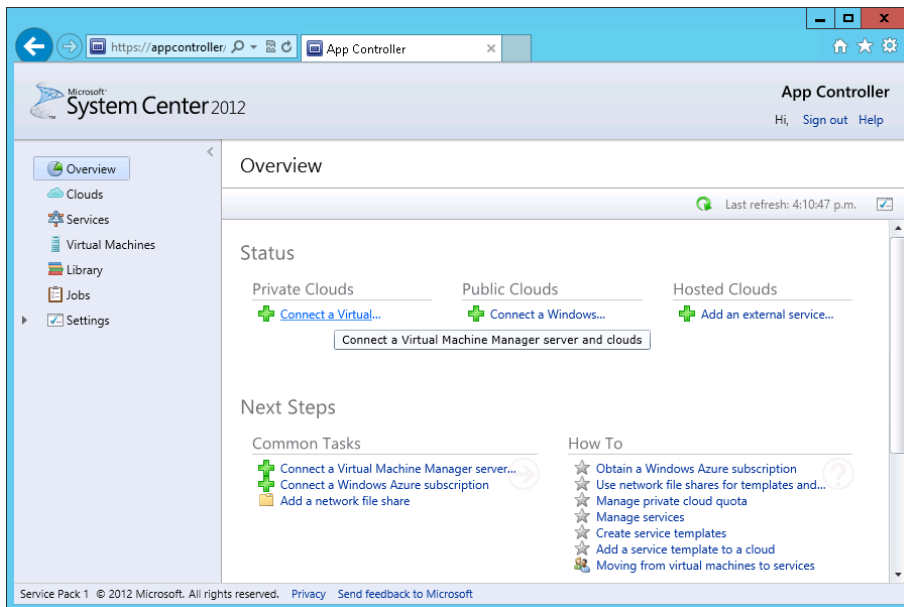 https://appcontroller/
App Controller
Microsoft®
System Center 2012
App Controller
Hi, Sign out Help
Overview
Clouds
Services
Virtual Machines
Library
Jobs
Settings
Overview
Last refresh: 4:10:47 p.m.
Status
Private Clouds Public Clouds Hosted Clouds
Connect a Virtual... Connect a Windows... Add an external service...
Connect a Virtual Machine Manager server and clouds
Next Steps
Common Tasks
Connect a Virtual Machine Manager server...
Connect a Windows Azure subscription
Add a network file share
How To
Obtain a Windows Azure subscription
Use network file shares for templates and...
Manage private cloud quota
Manage services
Create service templates
Add a service template to a cloud
Moving from virtual machines to services
Service Pack 1 © 2012 Microsoft. All rights reserved. Privacy Send feedback to Microsoft